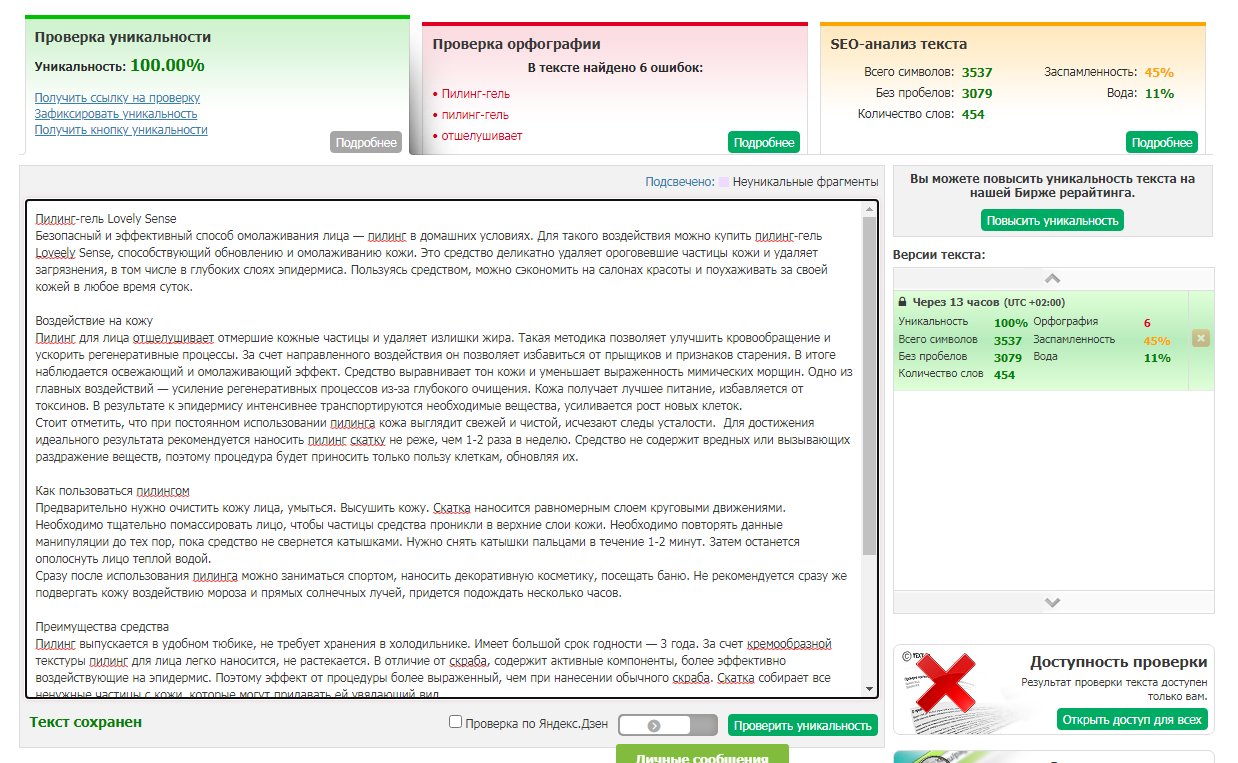 Проверка уникальности
Уникальность: 100.00%
Получить ссылку на проверку
Зафиксировать уникальность
Получить кнопку уникальности
Подробнее
Проверка орфографии
В тексте найдено 6 ошибок:
• Пилинг-гель
• пилинг-гель
• отшелушивает
Подробнее
SEO-анализ текста
Всего символов: 3537
Заспамленность: 45%
Без пробелов: 3079
Вода: 11%
Количество слов: 454
Подробнее
Подсвечено: Неуникальные фрагменты
Пилинг-гель Lovely Sense
Безопасный и эффективный способ омолаживания лица — пилинг в домашних условиях. Для такого воздействия можно купить пилинг-гель
Loveely Sense, способствующий обновлению и омолаживанию кожи. Это средство деликатно удаляет ороговевшие частицы кожи и удаляет
загрязнения, в том числе в глубоких слоях эпидермиса. Пользуясь средством, можно сэкономить на салонах красоты и поухаживать за своей
кожей в любое время суток.
Воздействие на кожу
Пилинг для лица отшелушивает отмершие кожные частицы и удаляет излишки жира. Такая методика позволяет улучшить кровообращение и
ускорить регенеративные процессы. За счет направленного воздействия он позволяет избавиться от прыщиков и признаков старения. В итоге
наблюдается освежающий и омолаживающий эффект. Средство выравнивает тон кожи и уменьшает выраженность мимических морщин. Одно из
главных воздействий — усиление регенеративных процессов из-за глубокого очищения. Кожа получает лучшее питание, избавляется от
токсинов. В результате к эпидермису интенсивнее транспортируются необходимые вещества, усиливается рост новых клеток.
Стоит отметить, что при постоянном использовании пилинга кожа выглядит свежей и чистой, исчезают следы усталости. Для достижения
идеального результата рекомендуется наносить пилинг скатку не реже, чем 1-2 раза в неделю. Средство не содержит вредных или вызывающих
раздражение веществ, поэтому процедура будет приносить только пользу клеткам, обновляя их.
Как пользоваться пилингом
Предварительно нужно очистить кожу лица, умыться. Высушить кожу. Скатка наносится равномерным слоем круговыми движениями.
Необходимо тщательно помассировать лицо, чтобы частицы средства проникли в верхние слои кожи. Необходимо повторять данные
манипуляции до тех пор, пока средство не свернется катышками. Нужно снять катышки пальцами в течение 1-2 минут. Затем останется
ополоснуть лицо теплой водой.
Сразу после использования пилинга можно заниматься спортом, наносить декоративную косметику, посещать баню. Не рекомендуется сразу же
подвергать кожу воздействию мороза и прямых солнечных лучей, придется подождать несколько часов.
Преимущества средства
Пилинг выпускается в удобном тюбике, не требует хранения в холодильнике. Имеет большой срок годности — 3 года. За счет кремообразной
текстуры пилинг для лица легко наносится, не растекается. В отличие от скраба, содержит активные компоненты, более эффективно
воздействующие на эпидермис. Поэтому эффект от процедуры более выраженный, чем при нанесении обычного скраба. Скатка собирает все
ненужные частицы с кожи, которые могут придавать ей увядающий вид.
Текст сохранен
Проверка по Яндекс.Дзен
Проверить уникальность
Личные сообщения
Вы можете повысить уникальность текста на
нашей Бирже рерайтинга.
Повысить уникальность
Версии текста:
Через 13 часов (UTC +02:00)
Уникальность 100% Орфография 6
Всего символов 3537 Заспамленность 45%
Без пробелов 3079 Вода 11%
Количество слов 454
Доступность проверки
Результат проверки текста доступен
только вам.
Открыть доступ для всех